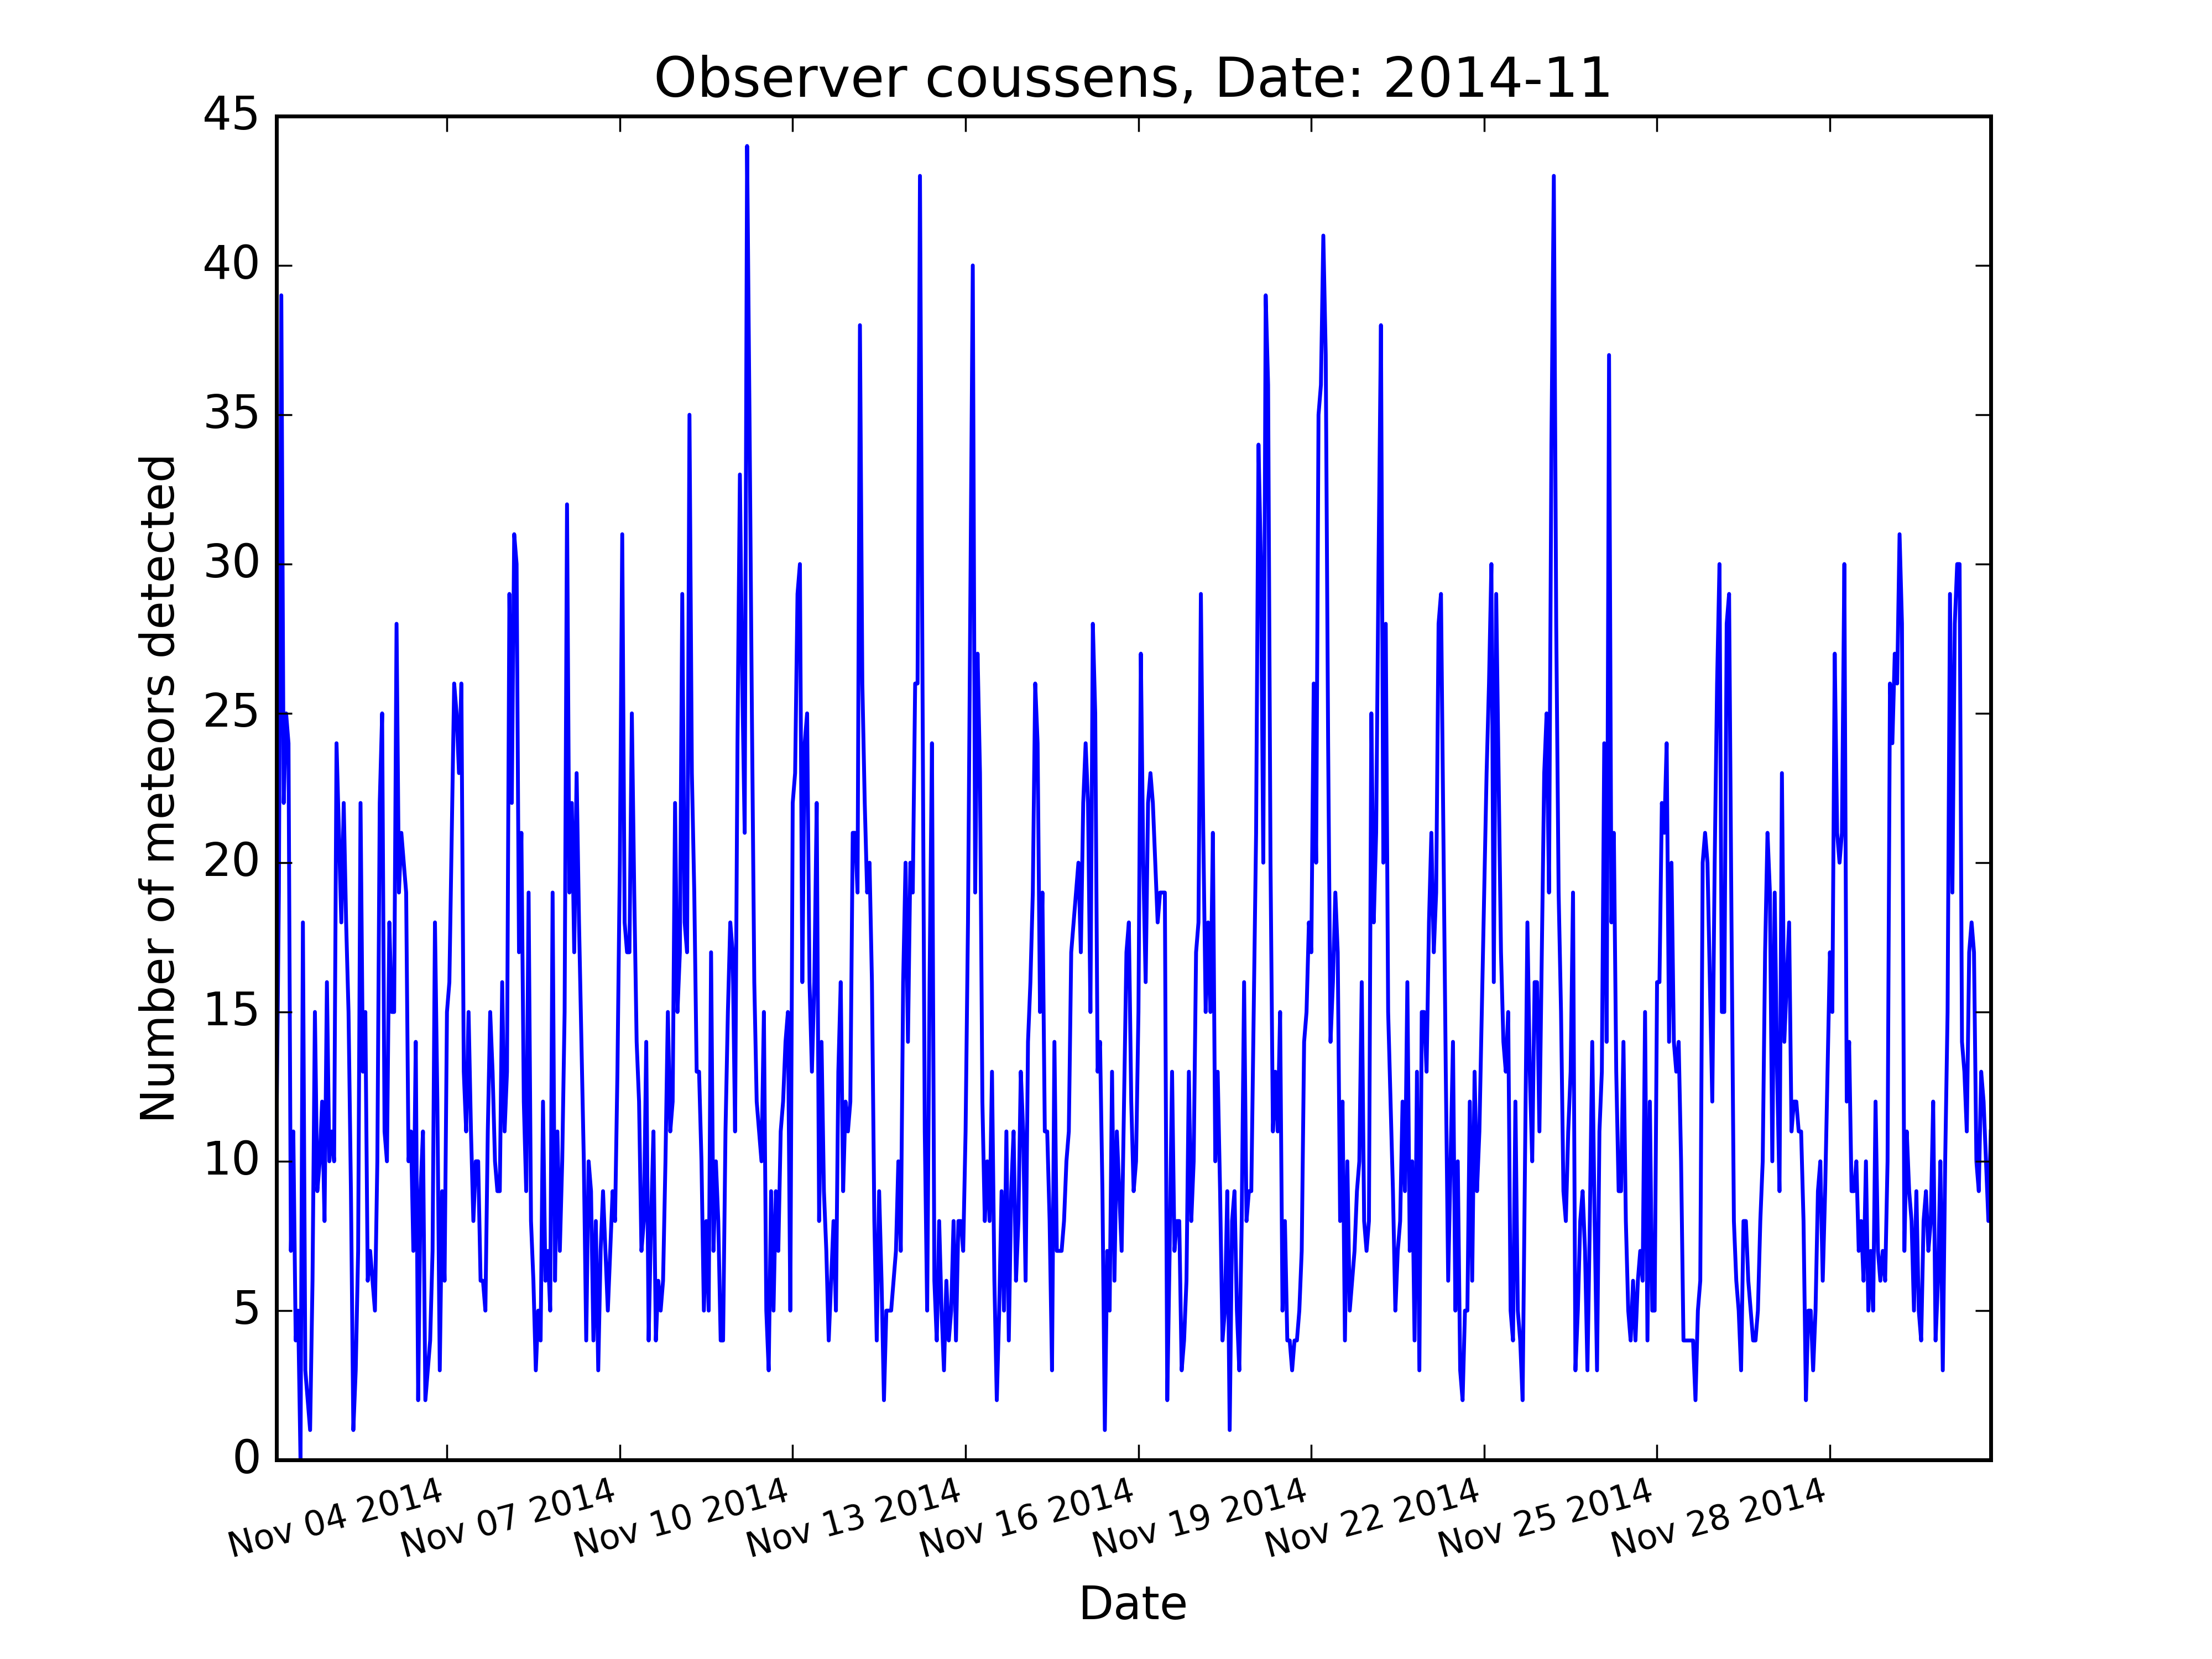 Observer coussens, Date: 2014-11
45
40
35
30
25
20
15
10
5
0
Number of meteors detected
Nov 04 2014
Nov 07 2014
Nov 10 2014
Nov 13 2014
Nov 16 2014
Nov 19 2014
Nov 22 2014
Nov 25 2014
Nov 28 2014
Date